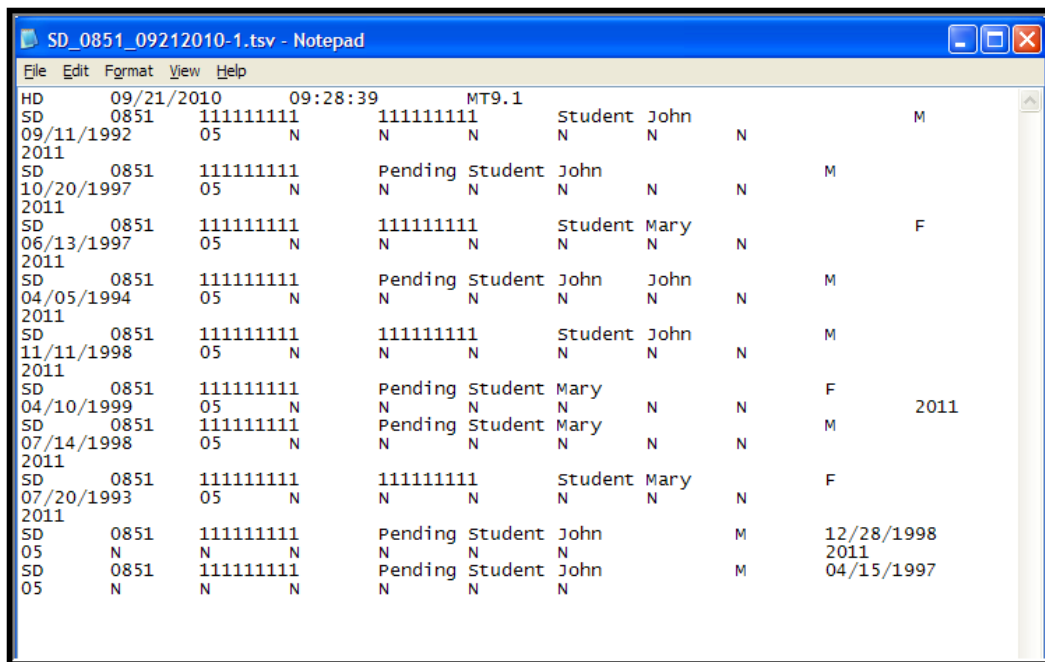 SD_0851_09212010-1.tsv - Notepad
File Edit Format View Help
HD 09/21/2010 09:28:39 MT9.1
SD 0851 111111111 111111111 Student John M
09/11/1992 05 N N N N N N
2011
SD 0851 111111111 Pending Student John M
10/20/1997 05 N N N N N N
2011
SD 0851 111111111 111111111 Student Mary F
06/13/1997 05 N N N N N N
2011
SD 0851 111111111 Pending Student John John M
04/05/1994 05 N N N N N N
2011
SD 0851 111111111 111111111 Student John M
11/11/1998 05 N N N N N N
2011
SD 0851 111111111 Pending Student Mary F
04/10/1999 05 N N N N N N 2011
SD 0851 111111111 Pending Student Mary M
07/14/1998 05 N N N N N N
2011
SD 0851 111111111 111111111 Student Mary F
07/20/1993 05 N N N N N N
2011
SD 0851 111111111 Pending Student John M 12/28/1998
05 N N N N N N 2011
SD 0851 111111111 Pending Student John M 04/15/1997
05 N N N N N N